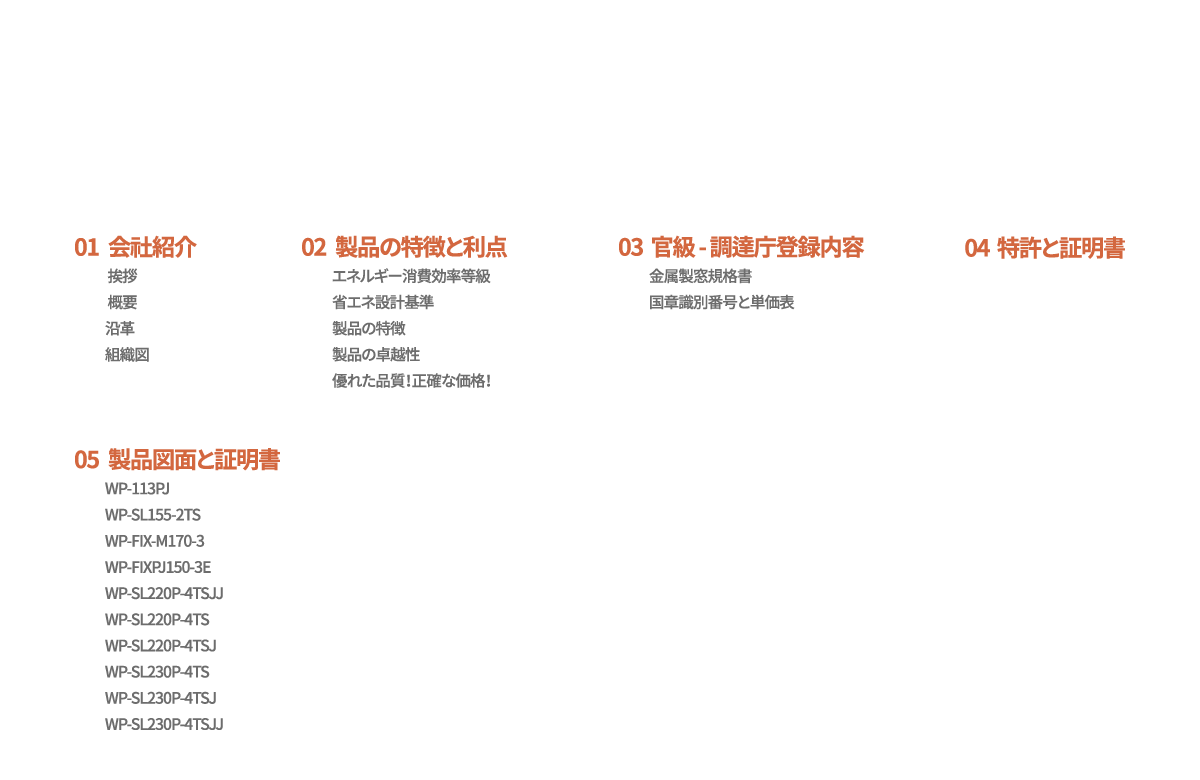 01 会社紹介
挨拶
概要
沿革
組織図
02 製品の特徴と利点
エネルギー消費効率等級
省エネ設計基準
製品の特徴
製品の卓越性
優れた品質!正確な価格!
03 官級 - 調達庁登録内容
金属製窓規格書
国章識別番号と単価表
04 特許と証明書
05 製品図面と証明書
WP-113PJ
WP-SL155-2TS
WP-FIX-M170-3
WP-FIXPJ150-3E
WP-SL220P-4TSJJ
WP-SL220P-4TS
WP-SL220P-4TSJ
WP-SL230P-4TS
WP-SL230P-4TSJ
WP-SL230P-4TSJJ